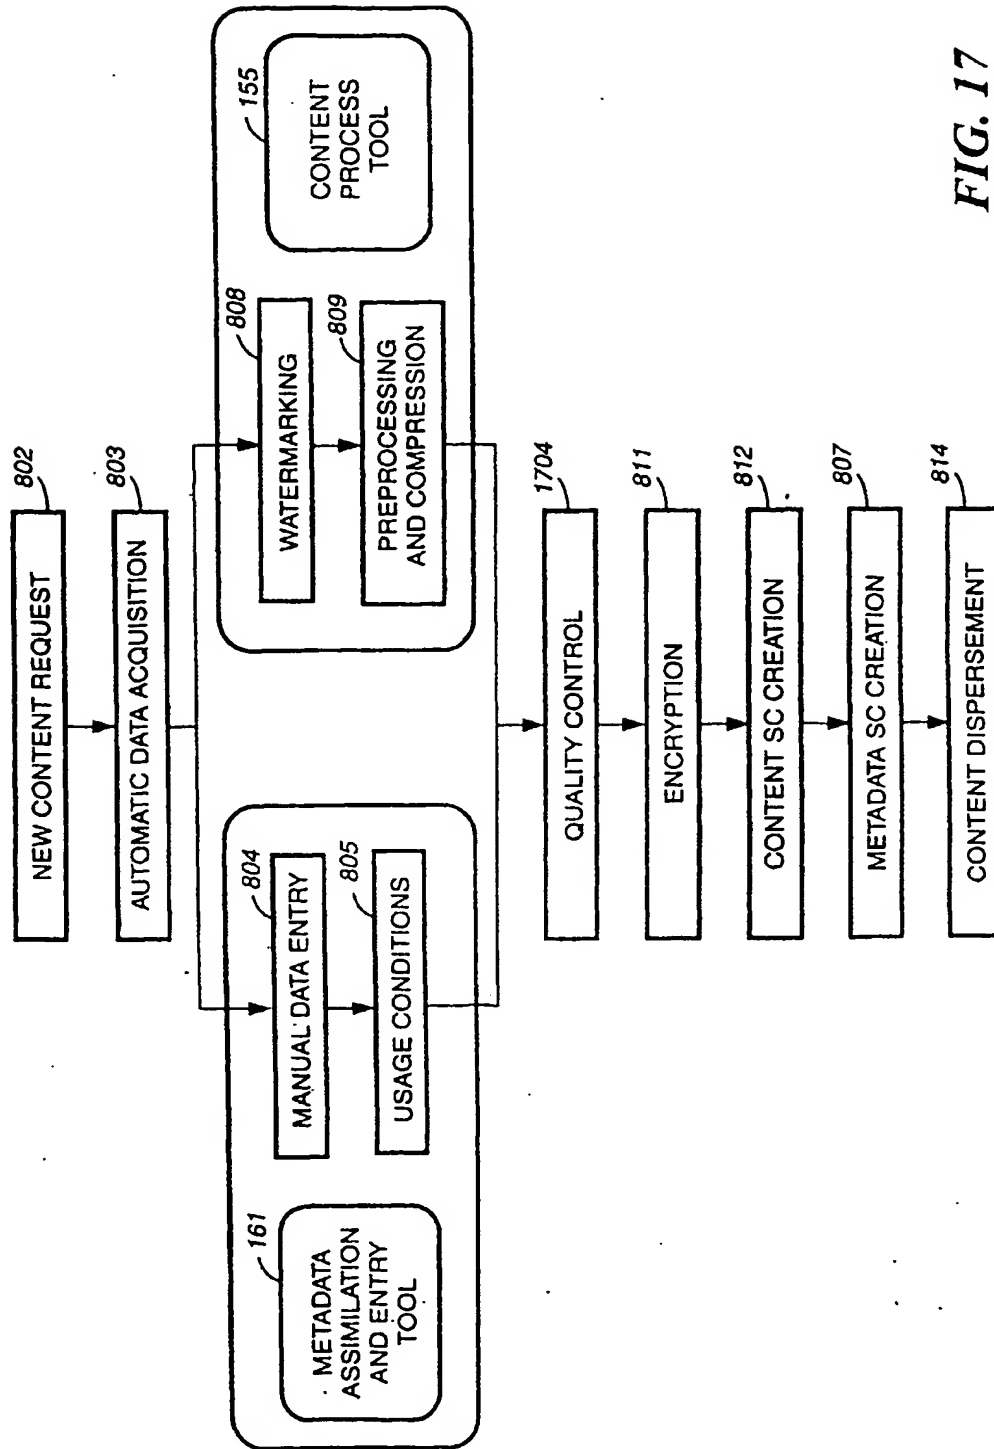 802
NEW CONTENT REQUEST
803
AUTOMATIC DATA ACQUISITION
161
METADATA
ASSIMILATION
AND ENTRY
TOOL
804
MANUAL DATA ENTRY
805
USAGE CONDITIONS
808
WATERMARKING
809
PREPROCESSING
AND COMPRESSION
155
CONTENT
PROCESS
TOOL
1704
QUALITY CONTROL
811
ENCRYPTION
812
CONTENT SC CREATION
807
METADATA SC CREATION
814
CONTENT DISPERSEMENT
FIG. 17